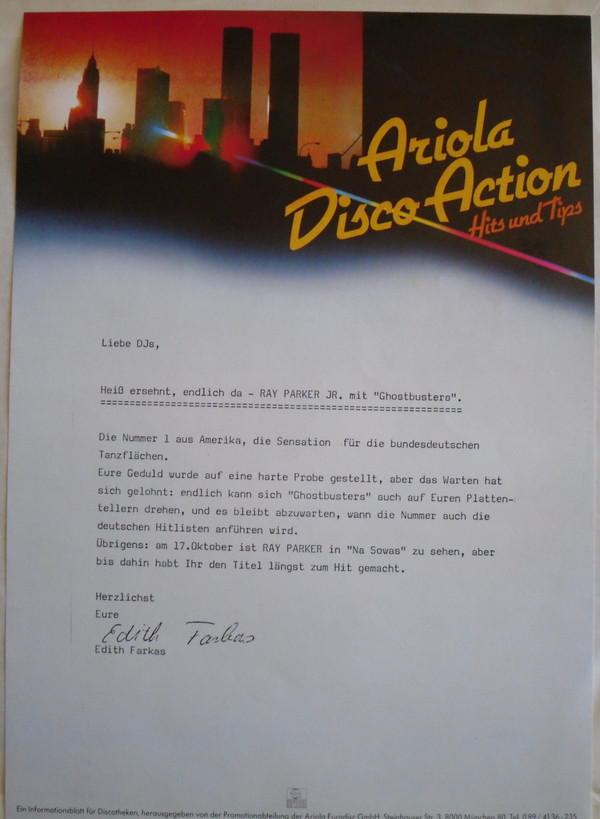 Ariola
Disco Action
Hits und Tips
Liebe DJs,
Heiß ersehnt, endlich da - RAY PARKER JR. mit "Ghostbusters".
=============================================================
Die Nummer 1 aus Amerika, die Sensation für die bundesdeutschen
Tanzflächen.
Eure Geduld wurde auf eine harte Probe gestellt, aber das Warten hat
sich gelohnt: endlich kann sich "Ghostbusters" auch auf Euren Platten-
tellern drehen, und es bleibt abzuwarten, wann die Nummer auch die
deutschen Hitlisten anführen wird.
Übrigens: am 17.Oktober ist RAY PARKER in "Na Sowas" zu sehen, aber
bis dahin habt Ihr den Titel längst zum Hit gemacht.
Herzlichst
Eure
Edith Farkas
Edith Farkas
Ein Informationsblatt für Discotheken, herausgegeben von der Promotionabteilung der Ariola Eurodisc GmbH, Steinhauser Str. 3, 8000 München 80, Tel. 0 89 / 41 36 - 235